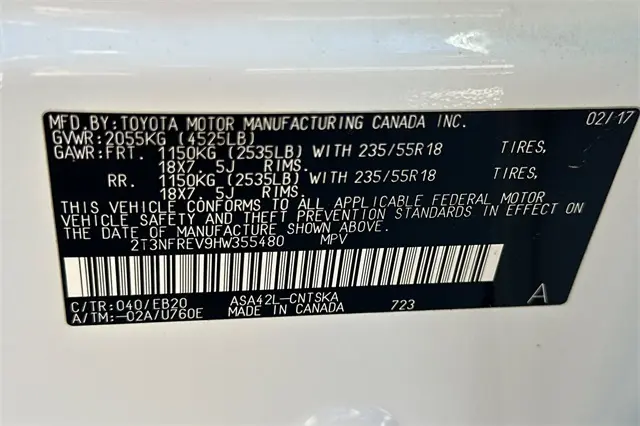 MFD.BY:TOYOTA MOTOR MANUFACTURING CANADA INC. 02/17
GVWR:2055KG (4525LB)
GAWR:FRT. 1150KG (2535LB) WITH 235/55R18 TIRES,
18X7 . 5J RIMS.
RR. 1150KG (2535LB) WITH 235/55R18 TIRES,
18X7 . 5J RIMS.
THIS VEHICLE CONFORMS TO ALL APPLICABLE FEDERAL MOTOR
VEHICLE SAFETY AND THEFT PREVENTION STANDARDS IN EFFECT ON
THE DATE OF MANUFACTURE SHOWN ABOVE.
2T3NFREV9HW355480 MPV
C/TR:040/EB20 ASA42L-CNTSKA A
A/TM:-02A/U760E MADE IN CANADA 723